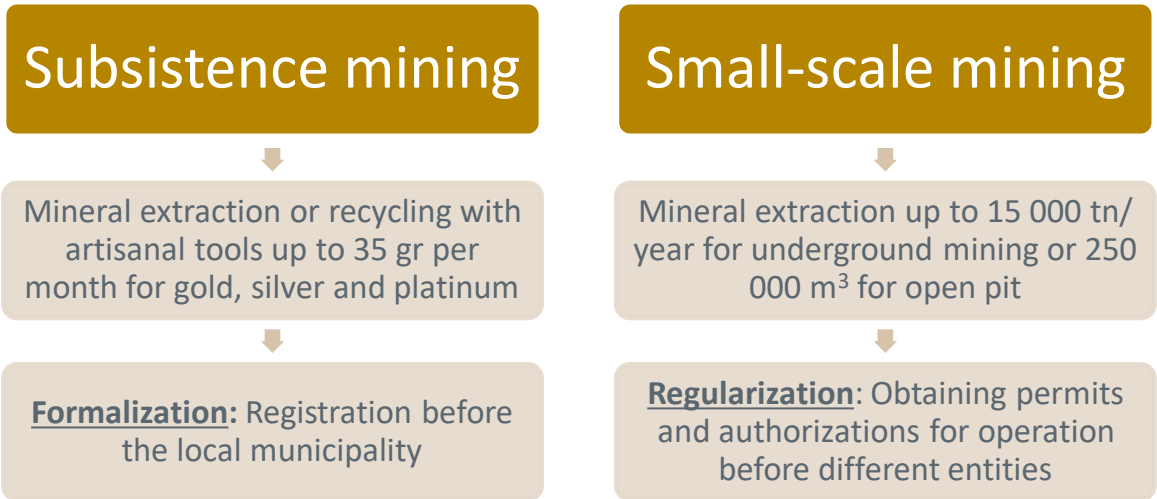 Subsistence mining
Mineral extraction or recycling with
artisanal tools up to 35 gr per
month for gold, silver and platinum
Formalization: Registration before
the local municipality
Small-scale mining
Mineral extraction up to 15 000 tn/
year for underground mining or 250
000 m³ for open pit
Regularization: Obtaining permits
and authorizations for operation
before different entities